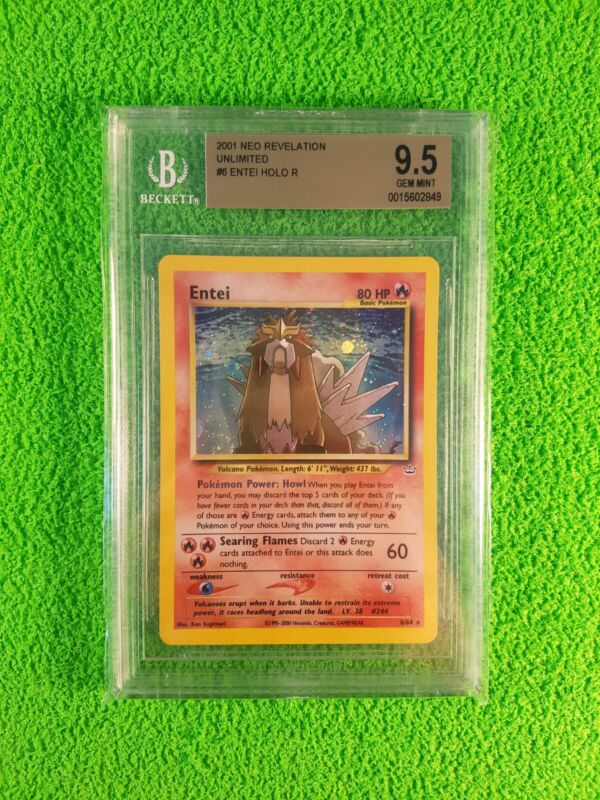 BECKETT®
2001 NEO REVELATION
UNLIMITED
#6 ENTEI HOLO R
9.5
GEM MINT
0015602849
Entei
80 HP
Basic Pokémon
Volcano Pokémon. Length: 6' 11", Weight: 437 lbs.
Pokémon Power: Howl When you play Entei from
your hand, you may discard the top 5 cards of your deck. (If you
have fewer cards in your deck than that, discard all of them.) If any
of those are Energy cards, attach them to any of your
Pokémon of your choice. Using this power ends your turn.
Searing Flames Discard 2 Energy
cards attached to Entei or this attack does
nothing.
60
weakness resistance retreat cost
Volcanoes erupt when it barks. Unable to restrain its extreme
power, it races headlong around the land. LV. 38 #244
Illus. Ken Sugimori ©1995-2000 Nintendo, Creatures, GAMEFREAK 6/64 ★